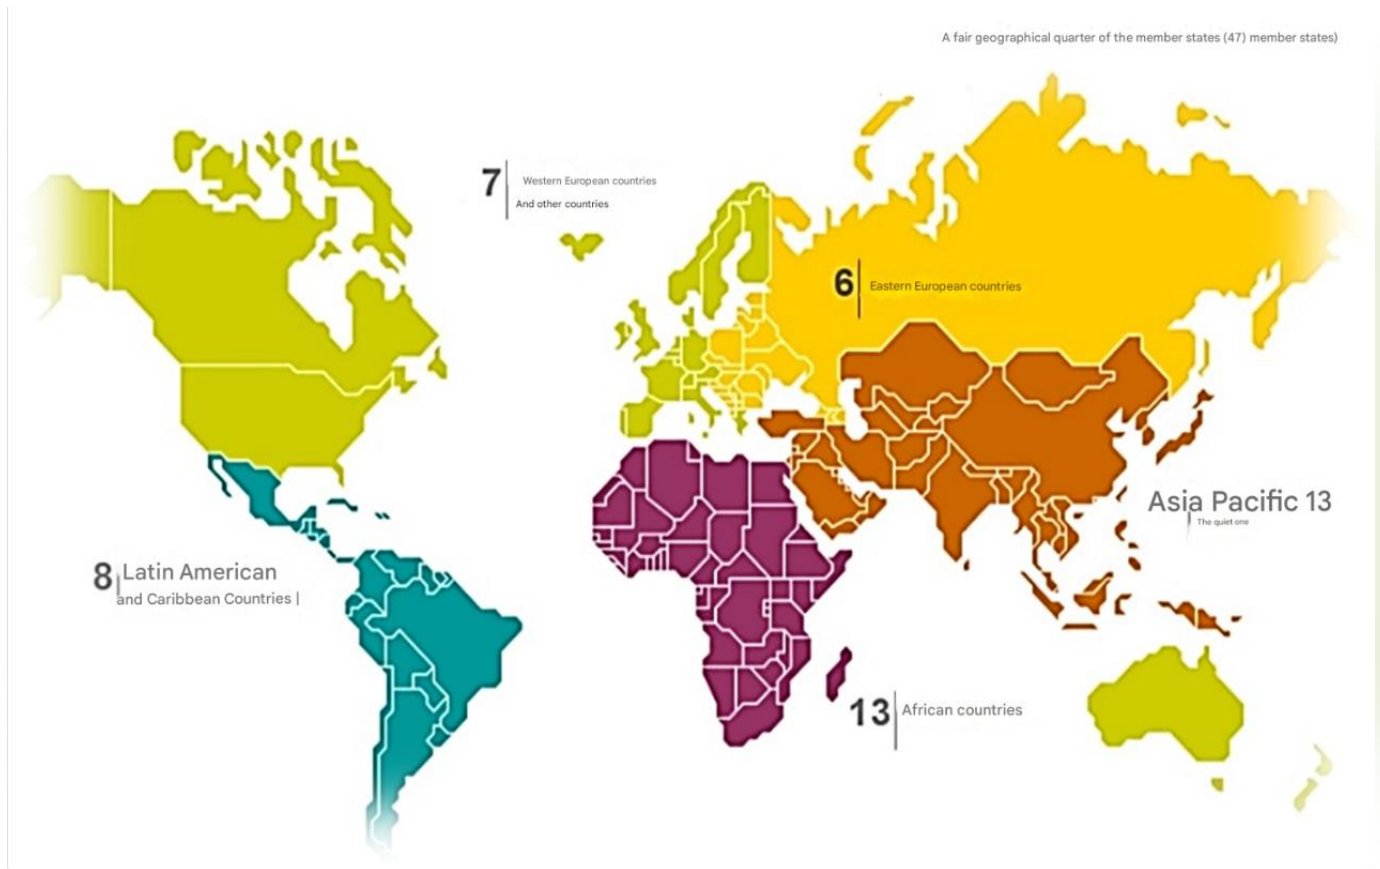 A fair geographical quarter of the member states (47) member states)
7
Western European countries
And other countries
6
Eastern European countries
Asia Pacific 13
The quiet one
8
Latin American
and Caribbean Countries |
13
African countries